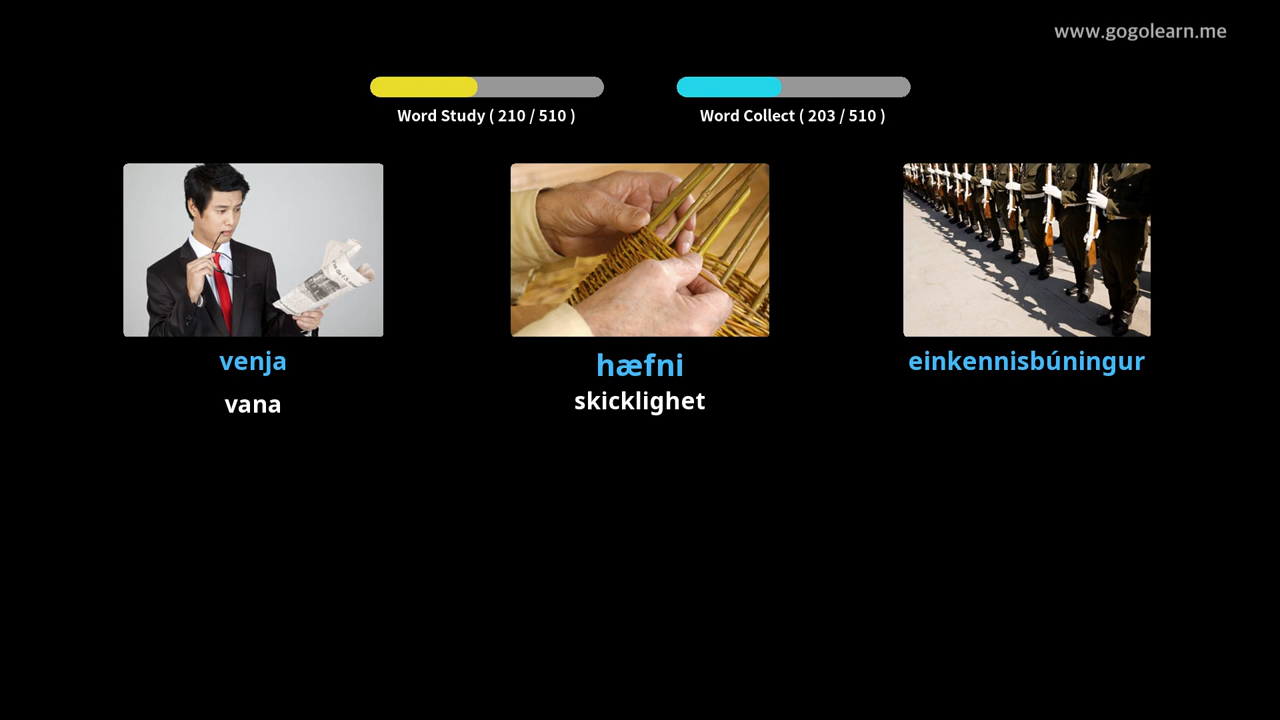 www.gogolearn.me
Word Study ( 210 / 510 )
Word Collect ( 203 / 510 )
venja
vana
hæfni
skicklighet
einkennisbúningur